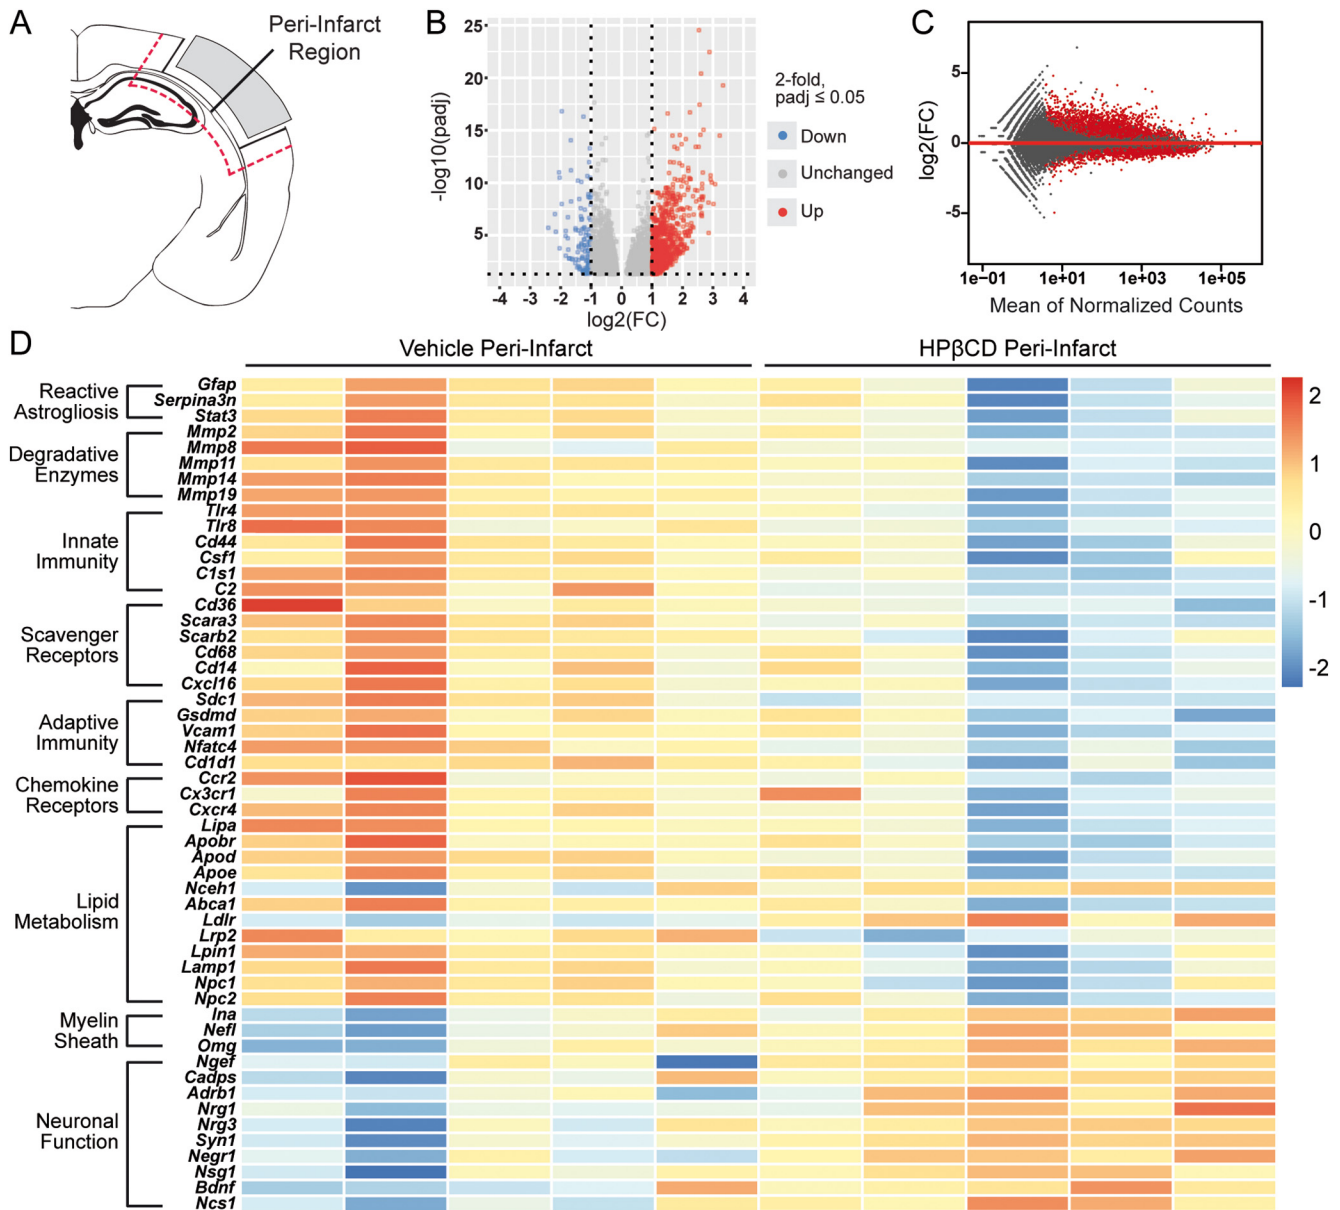 A
Peri-Infarct
Region
B
25
20
15
10
5
-log10(padj)
-4 -3 -2 -1 0 1 2 3 4
log2(FC)
2-fold,
padj ≤ 0.05
Down
Unchanged
Up
C
5
0
-5
log2(FC)
1e−01 1e+01 1e+03 1e+05
Mean of Normalized Counts
D
Vehicle Peri-Infarct
HPβCD Peri-Infarct
Reactive
Astrogliosis
Gfap
Serpina3n
Stat3
Degradative
Enzymes
Mmp2
Mmp8
Mmp11
Mmp14
Mmp19
Innate
Immunity
Tlr4
Tlr8
Cd44
Csf1
C1s1
C2
Scavenger
Receptors
Cd36
Scara3
Scarb2
Cd68
Cd14
Cxcl16
Adaptive
Immunity
Sdc1
Gsdmd
Vcam1
Nfatc4
Cd1d1
Chemokine
Receptors
Ccr2
Cx3cr1
Cxcr4
Lipid
Metabolism
Lipa
Apobr
Apod
Apoe
Nceh1
Abca1
Ldlr
Lrp2
Lpin1
Lamp1
Npc1
Npc2
Myelin
Sheath
Ina
Nefl
Omg
Neuronal
Function
Ngef
Cadps
Adrb1
Nrg1
Nrg3
Syn1
Negr1
Nsg1
Bdnf
Ncs1
2
1
0
-1
-2